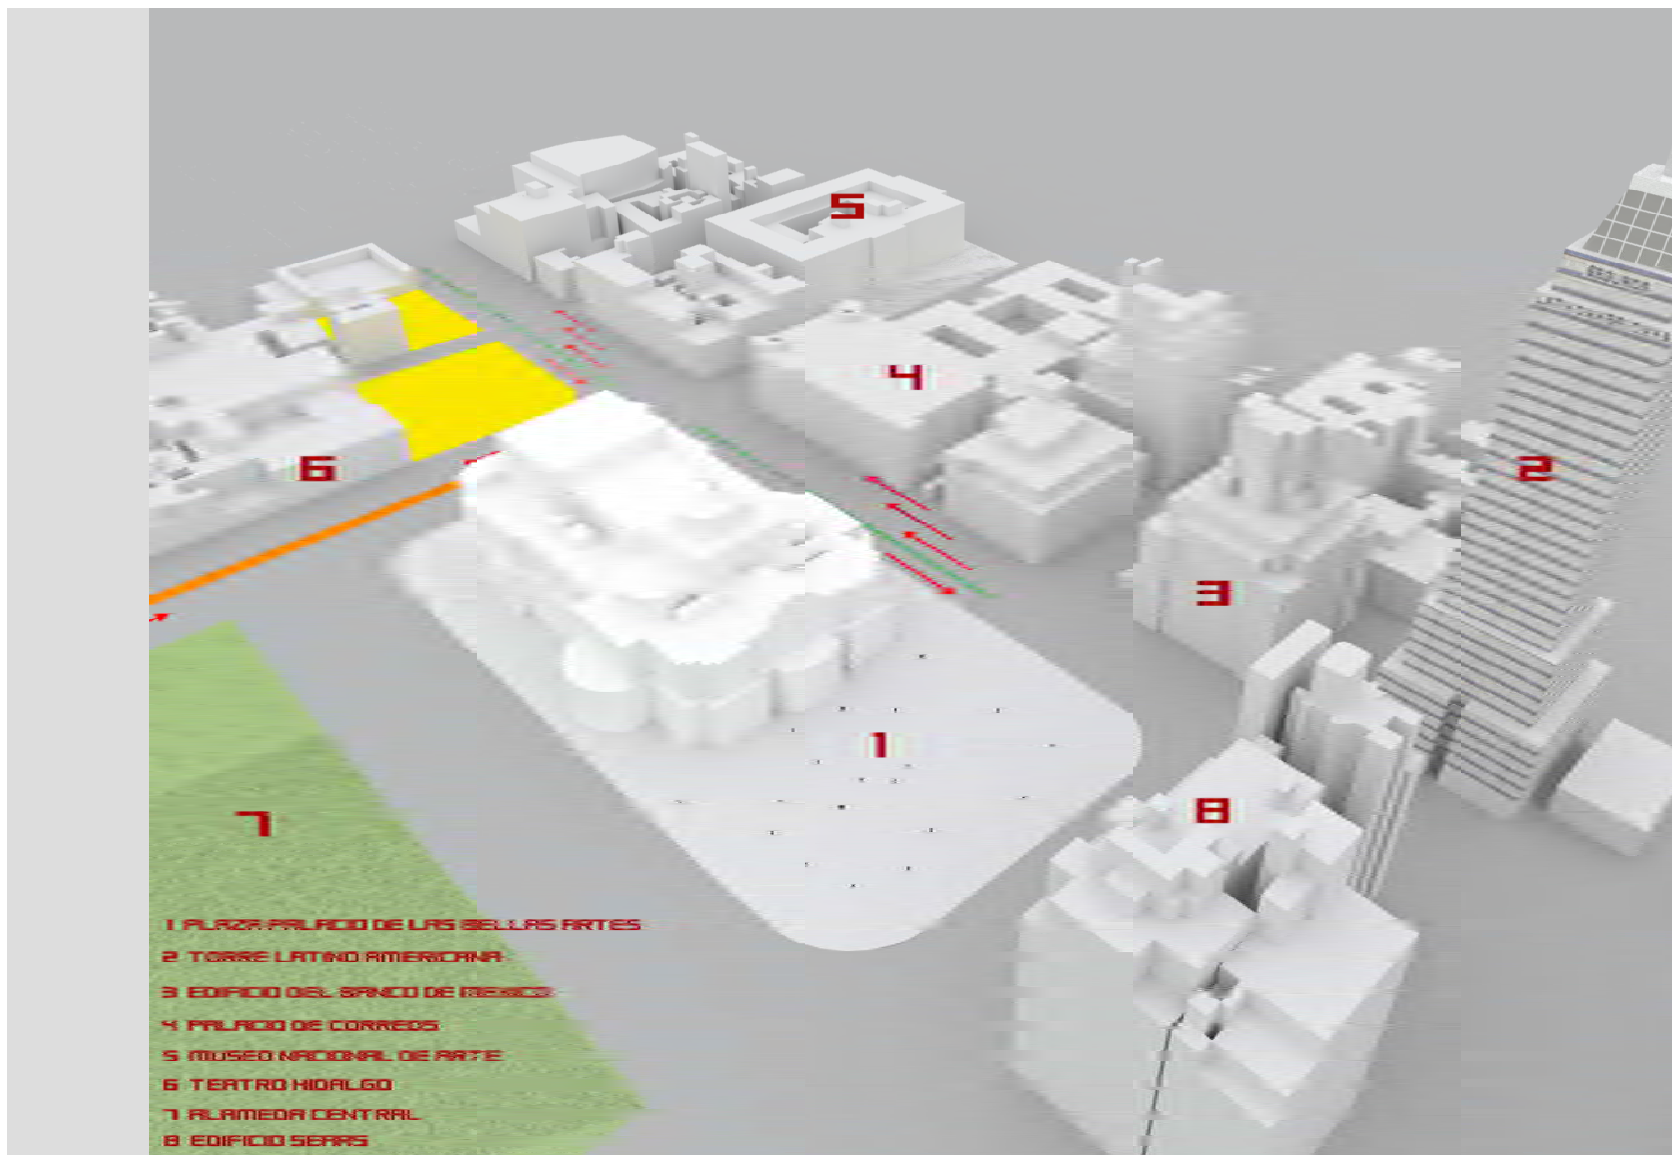 5
4
6
2
3
1
8
7
1 PLAZA PALACIO DE LAS BELLAS ARTES
2 TORRE LATINO AMERICANA
3 EDIFICIO DEL BANCO DE MEXICO
4 PALACIO DE CORREOS
5 MUSEO NACIONAL DE ARTE
6 TEATRO HIDALGO
7 ALAMEDA CENTRAL
8 EDIFICIO SEARS